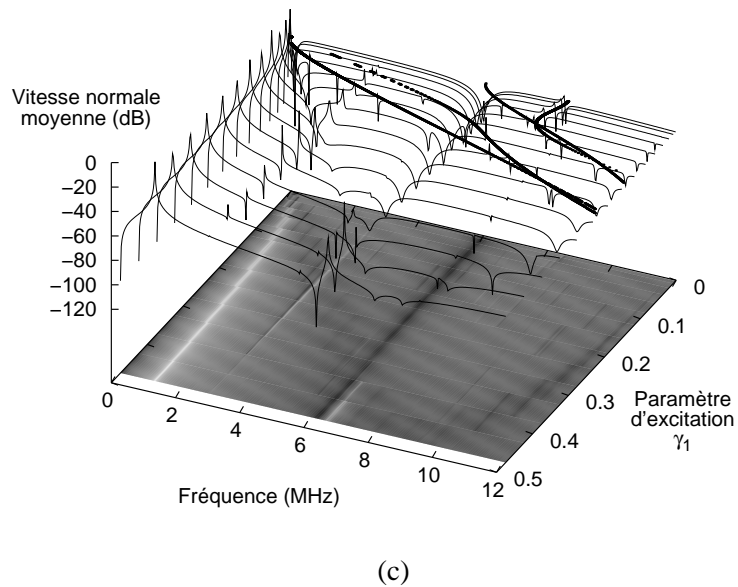 Vitesse normale
moyenne (dB)
0
−20
−40
−60
−80
−100
−120
0
2
4
6
8
10
12
Fréquence (MHz)
0
0.1
0.2
0.3
0.4
0.5
Paramètre
d'excitation
γ1
(c)